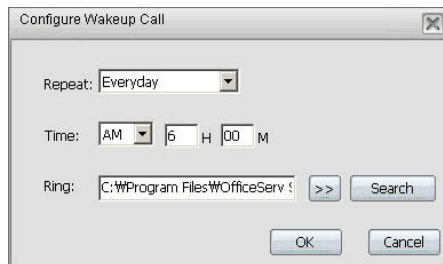 Configure Wakeup Call
Repeat: Everyday
Time: AM 6 H 00 M
Ring: C:₩Program Files₩OfficeServ S >> Search
OK Cancel